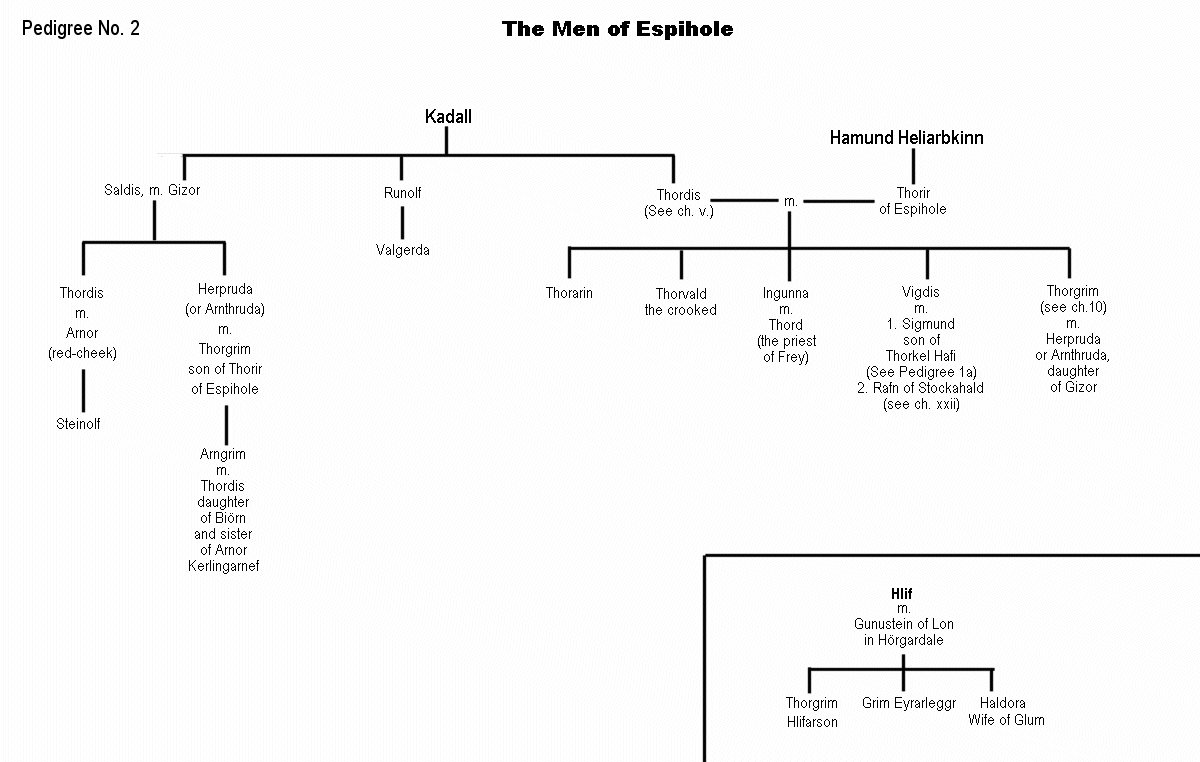 Pedigree No. 2
The Men of Espihole
Kadall
Hamund Heliarbkinn
Saldis, m. Gizor
Runolf
Thordis
(See ch. v.)
m.
Thorir
of Espihole
Valgerda
Thordis
m.
Arnor
(red-cheek)
Steinolf
Herpruda
(or Arnthruda)
m.
Thorgrim
son of Thorir
of Espihole
Arngrim
m.
Thordis
daughter
of Biörn
and sister
of Arnor
Kerlingarnef
Thorarin
Thorvald
the crooked
Ingunna
m.
Thord
(the priest
of Frey)
Vigdis
m.
1. Sigmund
son of
Thorkel Hafi
(See Pedigree 1a)
2. Rafn of Stockahald
(see ch. xxii)
Thorgrim
(see ch.10)
m.
Herpruda
or Arnthruda,
daughter
of Gizor
Hlif
m.
Gunustein of Lon
in Hörgardale
Thorgrim
Hlifarson
Grim Eyrarleggr
Haldora
Wife of Glum